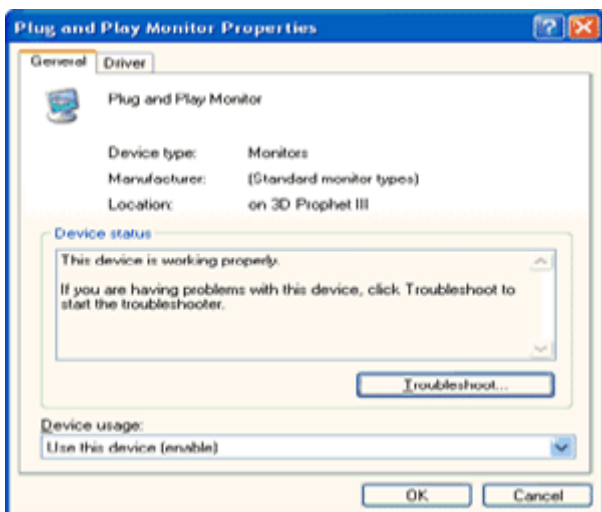 Plug and Play Monitor Properties
General Driver
Plug and Play Monitor
Device type: Monitors
Manufacturer: (Standard monitor types)
Location: on 3D Prophet III
Device status
This device is working properly.
If you are having problems with this device, click Troubleshoot to
start the troubleshooter.
Troubleshoot...
Device usage:
Use this device (enable)
OK Cancel